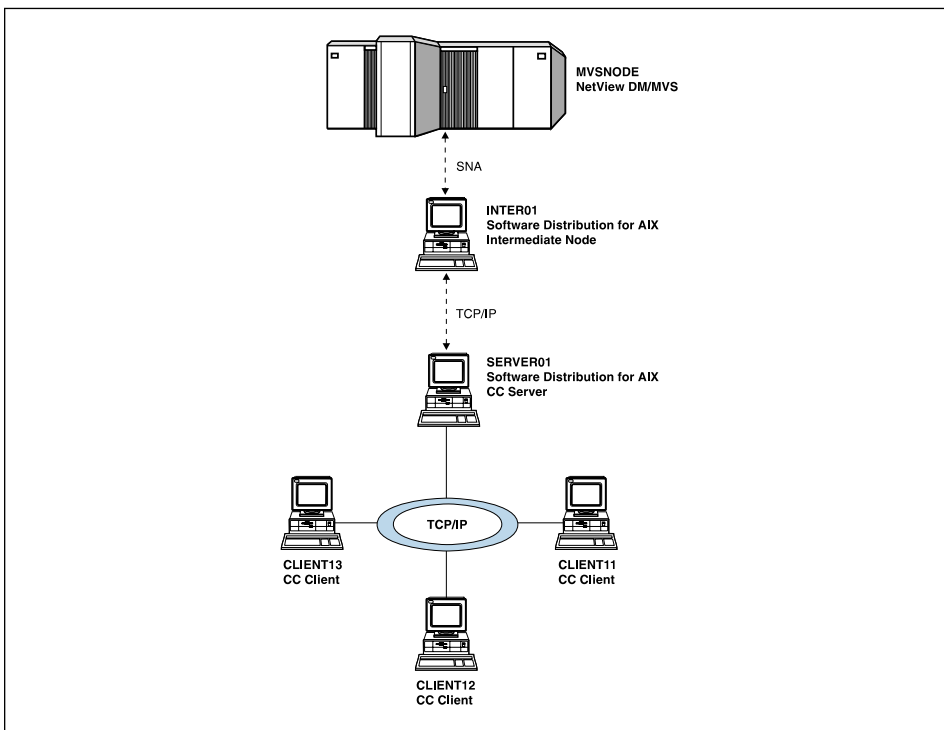 MVSNODE
NetView DM/MVS
SNA
INTER01
Software Distribution for AIX
Intermediate Node
TCP/IP
SERVER01
Software Distribution for AIX
CC Server
TCP/IP
CLIENT13
CC Client
CLIENT11
CC Client
CLIENT12
CC Client